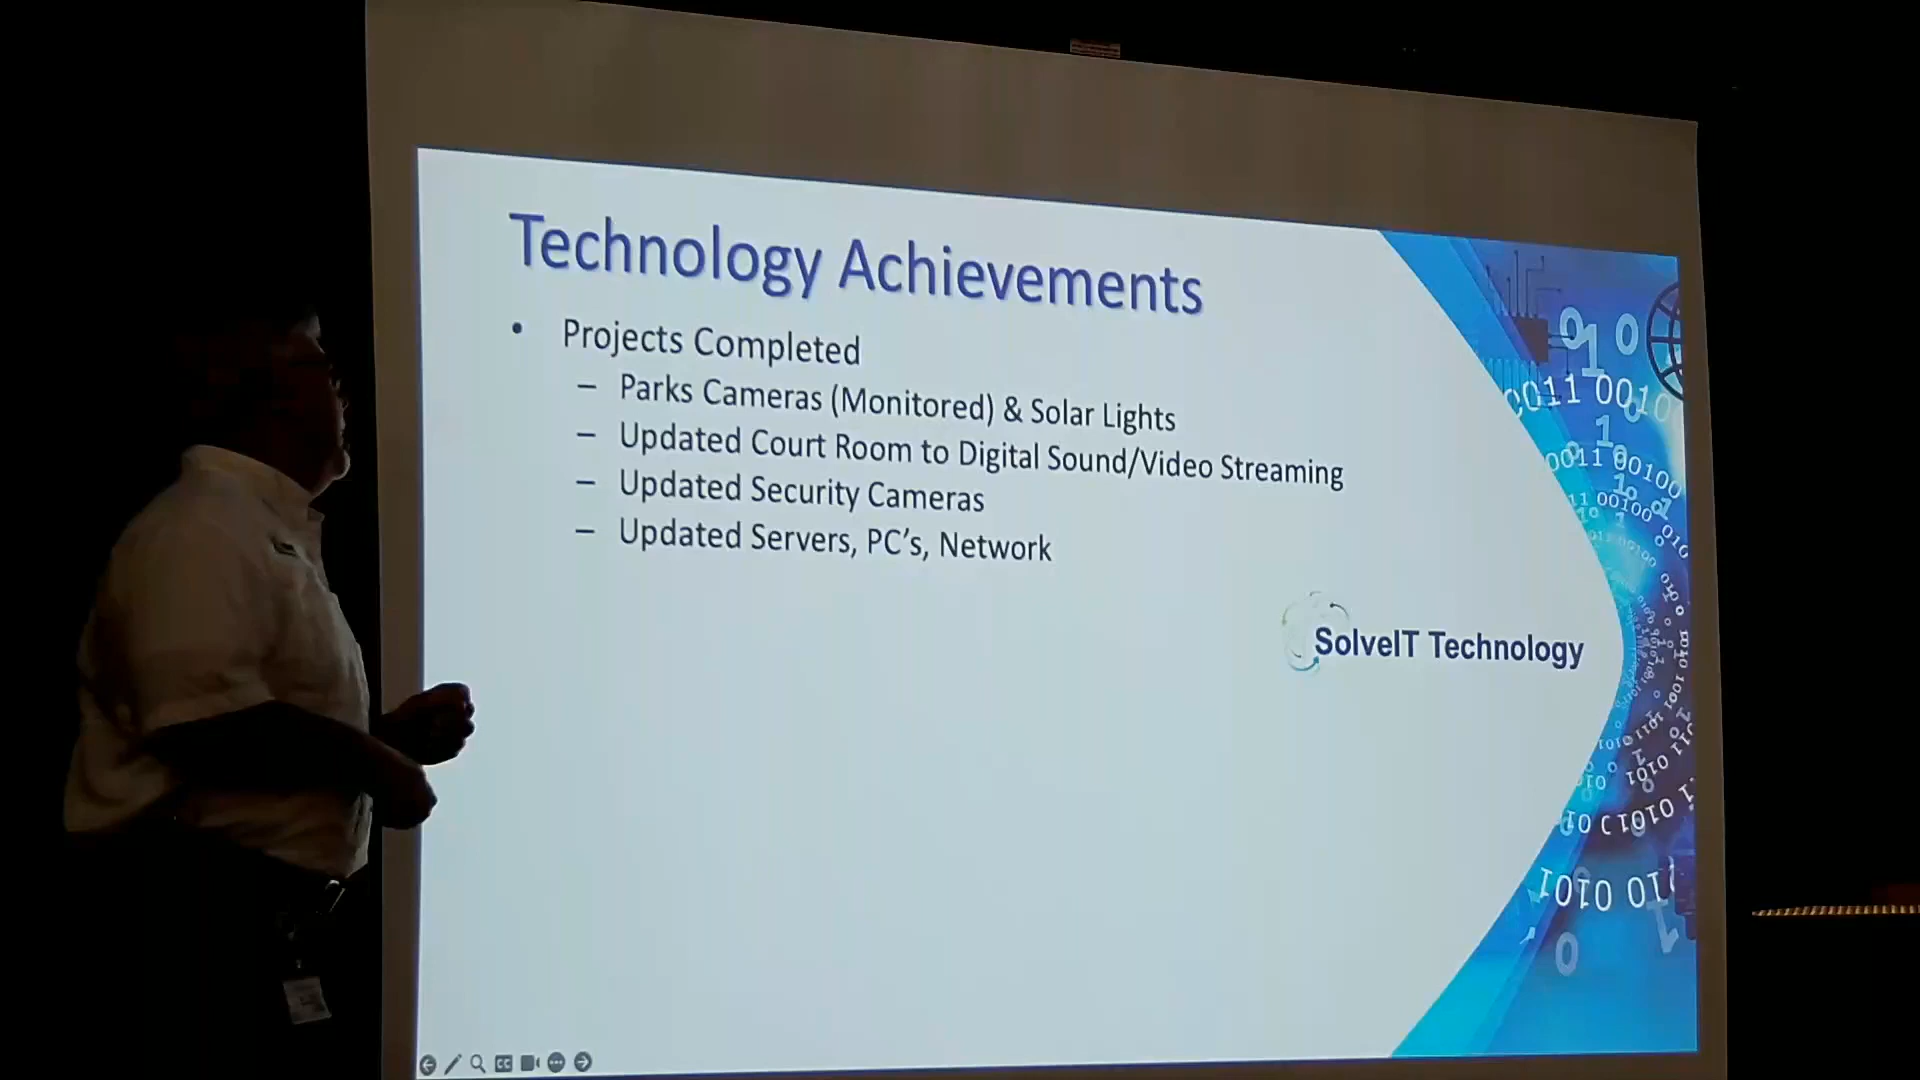 Technology Achievements
• Projects Completed
– Parks Cameras (Monitored) & Solar Lights
– Updated Court Room to Digital Sound/Video Streaming
– Updated Security Cameras
– Updated Servers, PC's, Network
SolveIT Technology